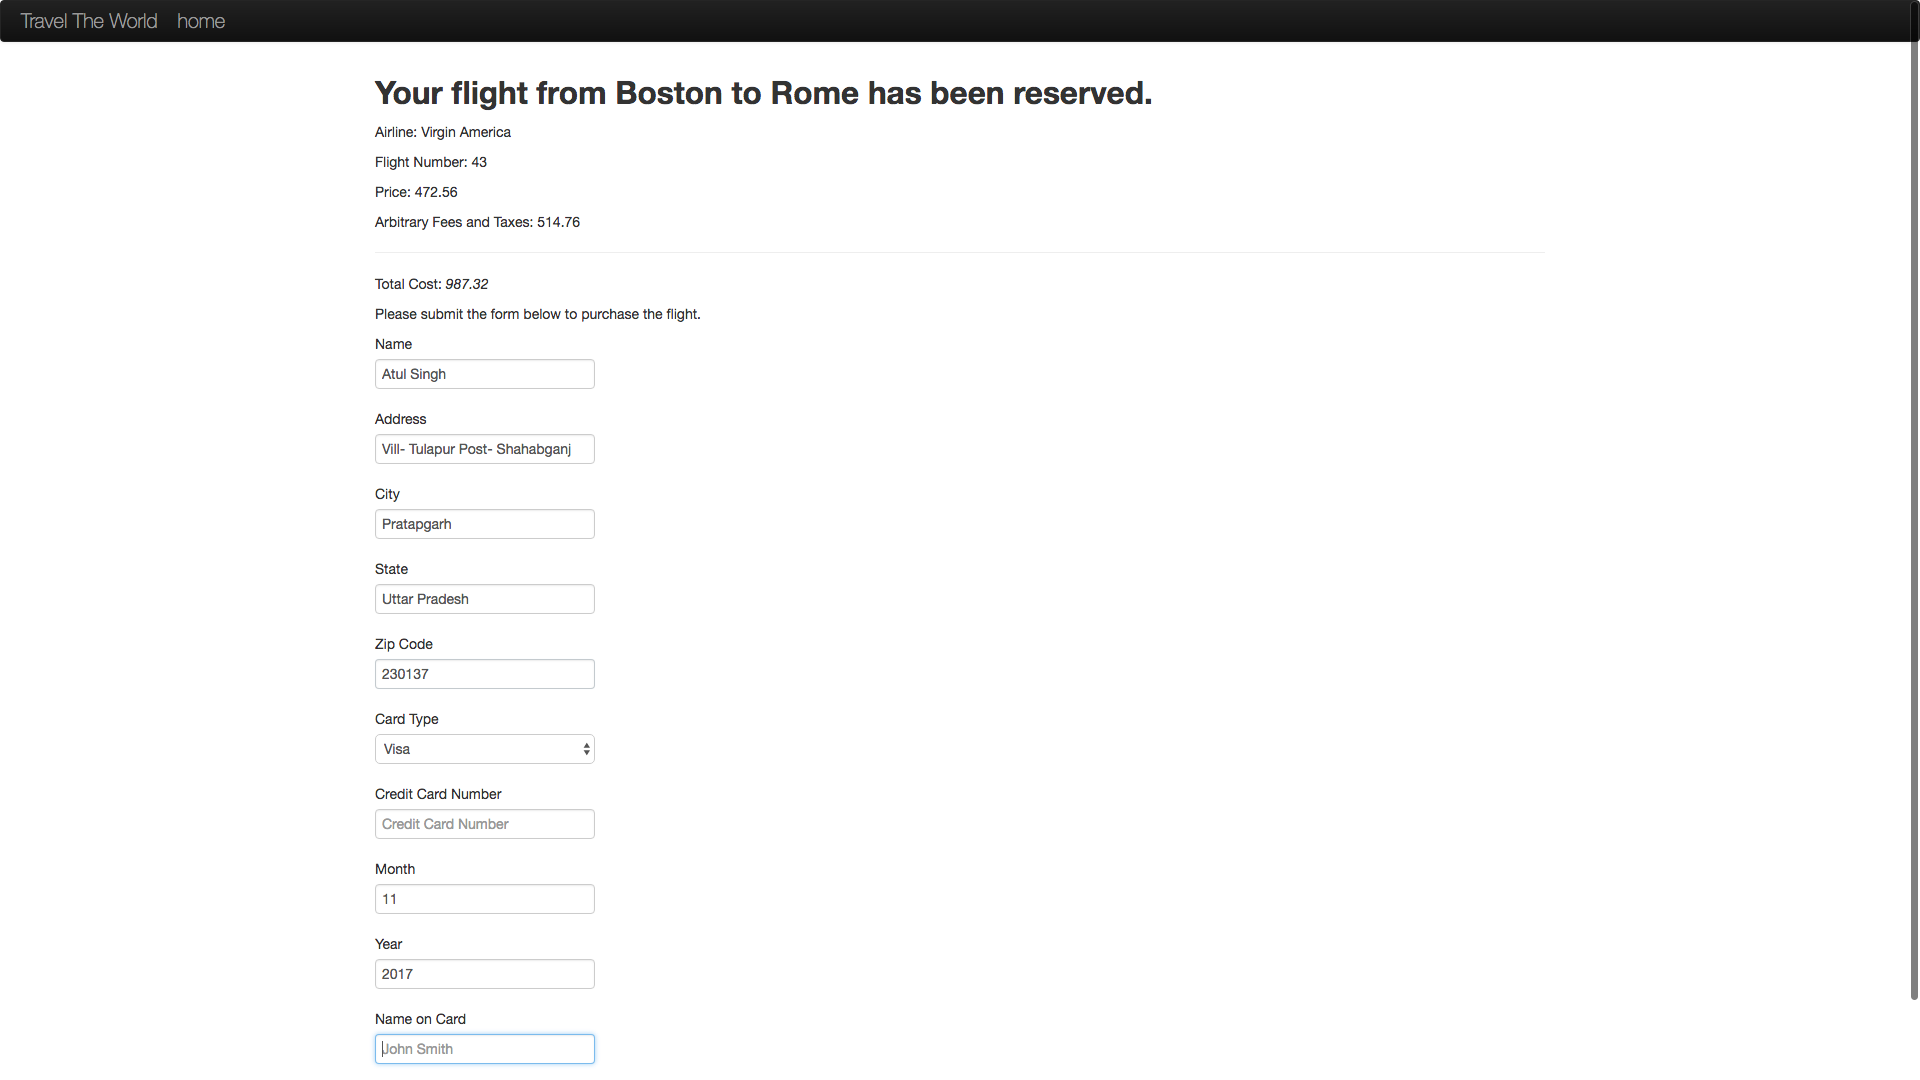 Travel The World home
Your flight from Boston to Rome has been reserved.
Airline: Virgin America
Flight Number: 43
Price: 472.56
Arbitrary Fees and Taxes: 514.76
Total Cost: 987.32
Please submit the form below to purchase the flight.
Name
Atul Singh
Address
Vill- Tulapur Post- Shahabganj
City
Pratapgarh
State
Uttar Pradesh
Zip Code
230137
Card Type
Visa
Credit Card Number
Credit Card Number
Month
11
Year
2017
Name on Card
John Smith